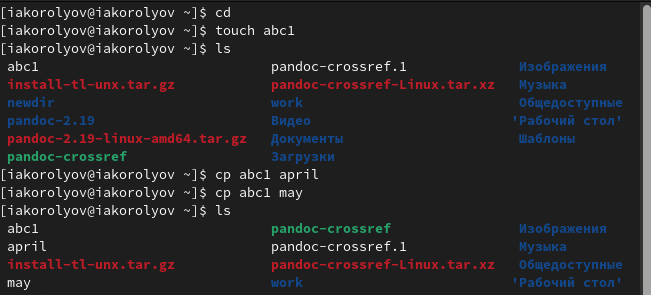 [iakorolyov@iakorolyov ~]$ cd
[iakorolyov@iakorolyov ~]$ touch abc1
[iakorolyov@iakorolyov ~]$ ls
abc1 pandoc-crossref.1 Изображения
install-tl-unx.tar.gz pandoc-crossref-Linux.tar.xz Музыка
newdir work Общедоступные
pandoc-2.19 Видео 'Рабочий стол'
pandoc-2.19-linux-amd64.tar.gz Документы Шаблоны
pandoc-crossref Загрузки
[iakorolyov@iakorolyov ~]$ cp abc1 april
[iakorolyov@iakorolyov ~]$ cp abc1 may
[iakorolyov@iakorolyov ~]$ ls
abc1 pandoc-crossref Изображения
april pandoc-crossref.1 Музыка
install-tl-unx.tar.gz pandoc-crossref-Linux.tar.xz Общедоступные
may work 'Рабочий стол'